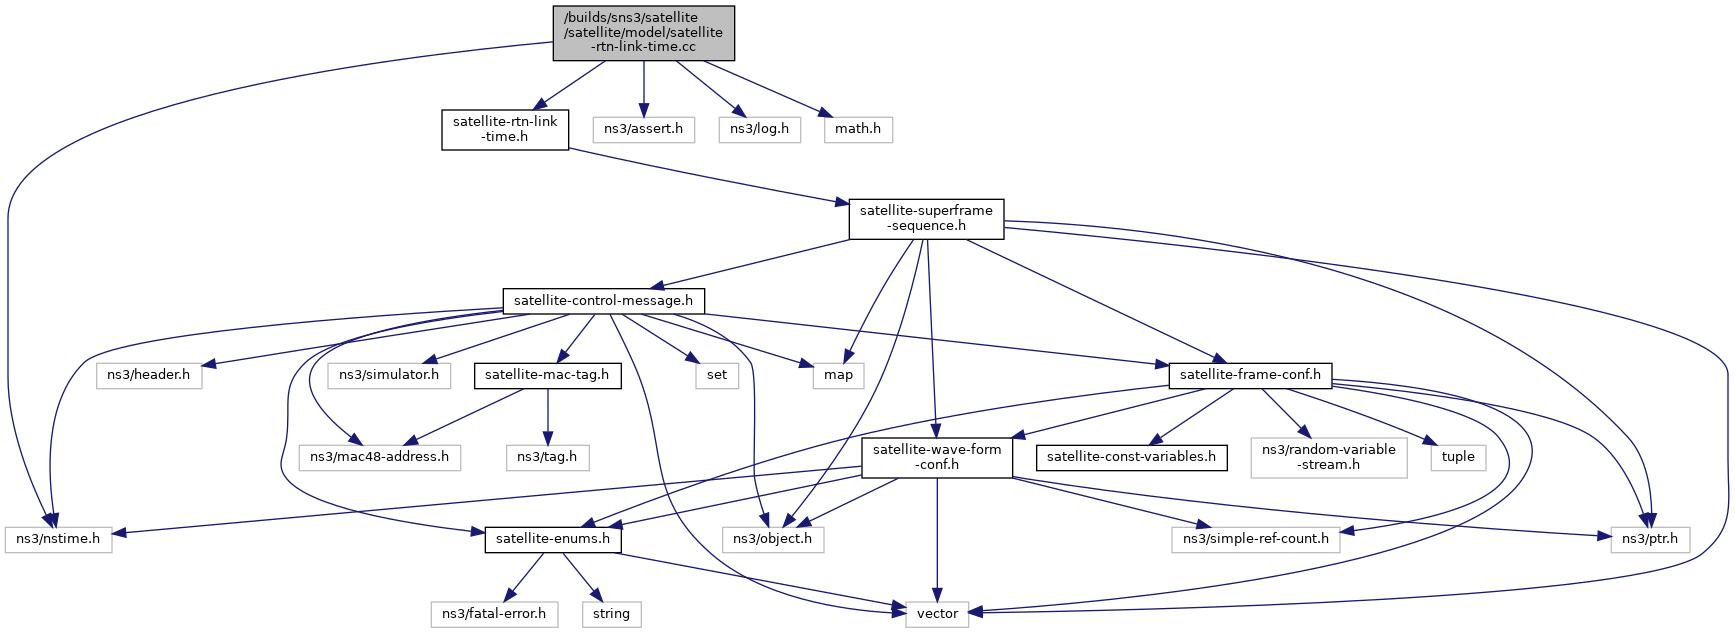 /builds/sns3/satellite
/satellite/model/satellite
-rtn-link-time.cc
satellite-rtn-link
-time.h
ns3/assert.h
ns3/log.h
math.h
satellite-superframe
-sequence.h
satellite-control-message.h
ns3/header.h
ns3/simulator.h
satellite-mac-tag.h
set
map
satellite-frame-conf.h
ns3/mac48-address.h
ns3/tag.h
satellite-wave-form
-conf.h
satellite-const-variables.h
ns3/random-variable
-stream.h
tuple
ns3/nstime.h
satellite-enums.h
ns3/object.h
ns3/simple-ref-count.h
ns3/ptr.h
ns3/fatal-error.h
string
vector